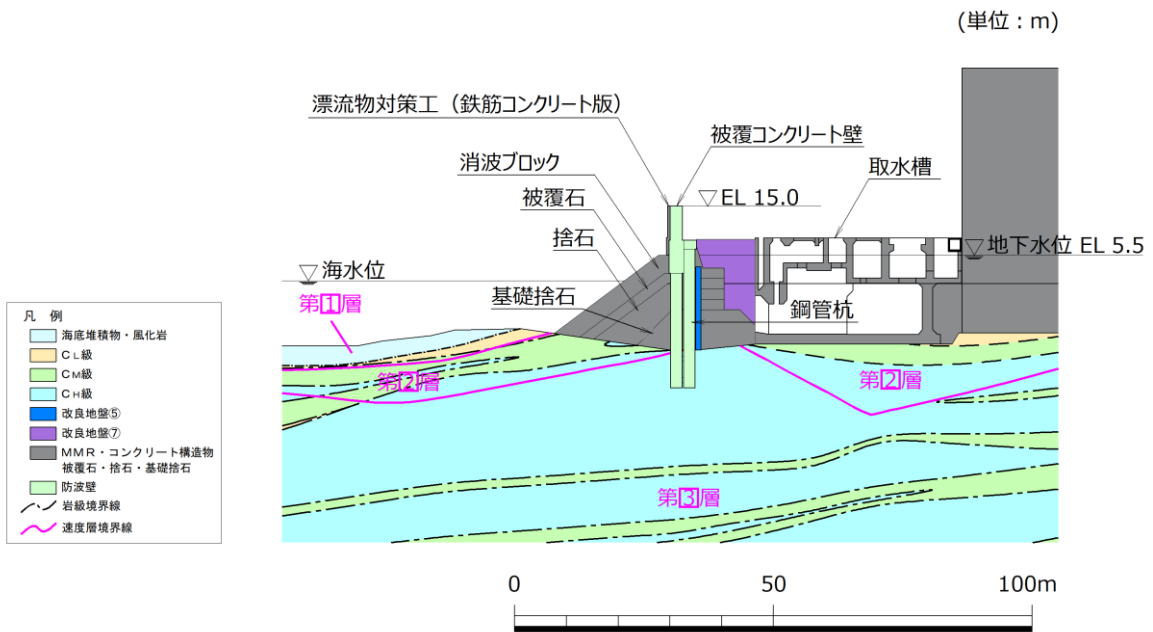 (単位：m)
漂流物対策工（鉄筋コンクリート版）
被覆コンクリート壁
消波ブロック
取水槽
被覆石
EL 15.0
捨石
地下水位 EL 5.5
海水位
第1層
基礎捨石
鋼管杭
第2層
第2層
第3層
凡 例
海底堆積物・風化岩
CL級
CM級
CH級
改良地盤⑤
改良地盤⑦
MMR・コンクリート構造物
被覆石・捨石・基礎捨石
防波壁
岩級境界線
速度層境界線
0 50 100m